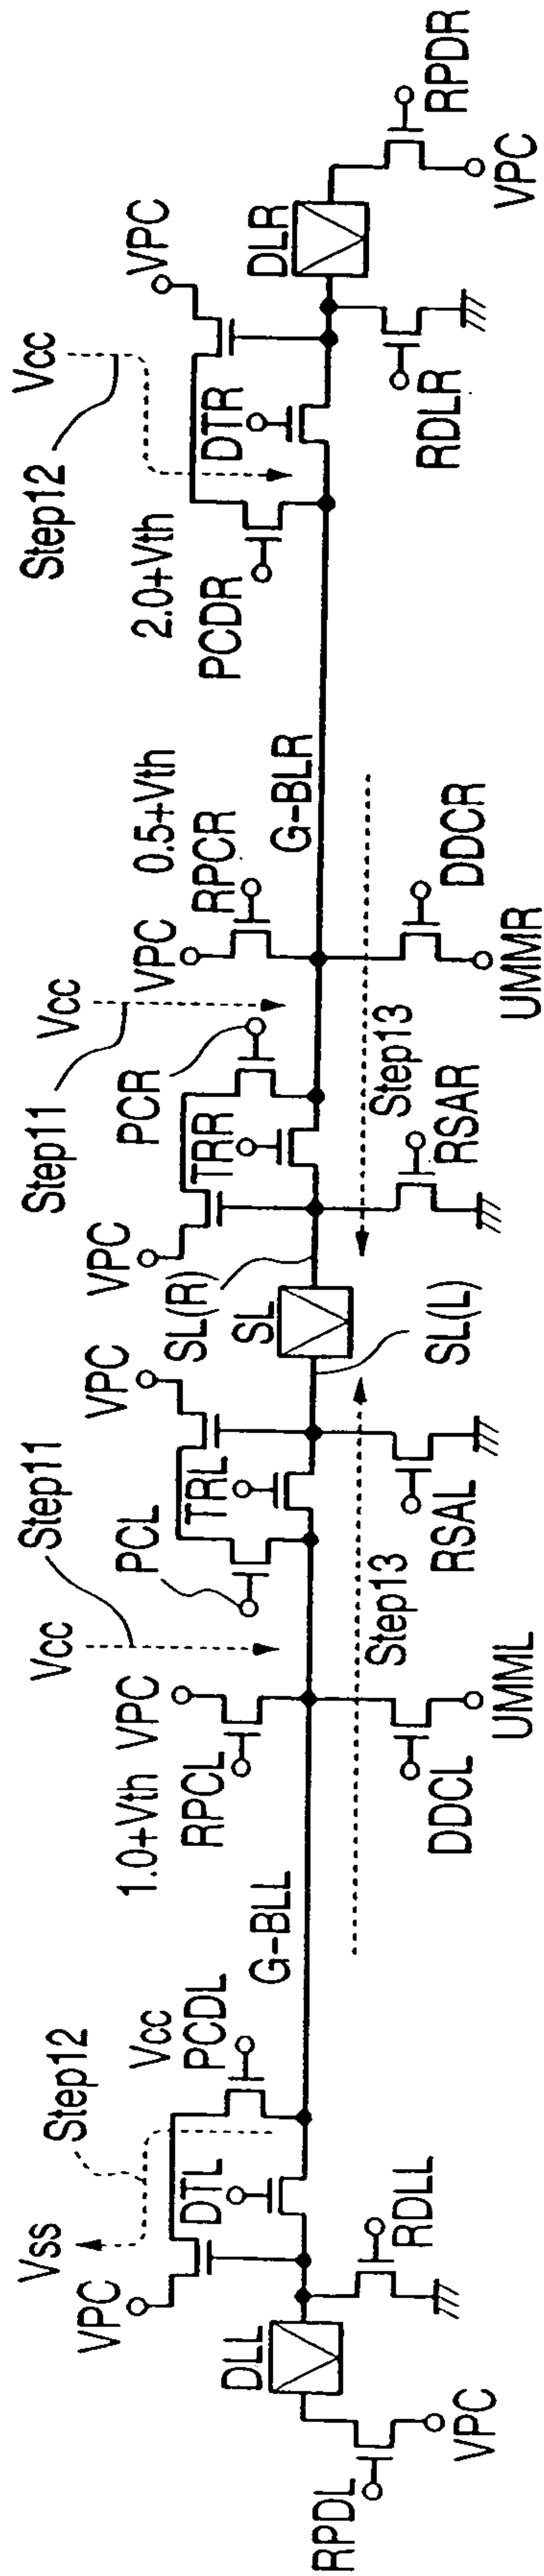 Vss
Step12
Vcc
Step11
Vcc
Step11
Step12
Vcc
VPC
DTL
Vcc
PCDL
1.0+Vth
VPC
RPCL
PCL
VPC
TRL
VPC
PCR
TRR
VPC
0.5+Vth
RPCR
2.0+Vth
PCDR
DTR
VPC
DLL
G-BLL
SL(R)
SL
G-BLR
DLR
RPDL
VPC
RDLL
Step13
DDCL
UMML
RSAL
SL(L)
Step13
RSAR
DDCR
UMMR
RDLR
RPDR
VPC